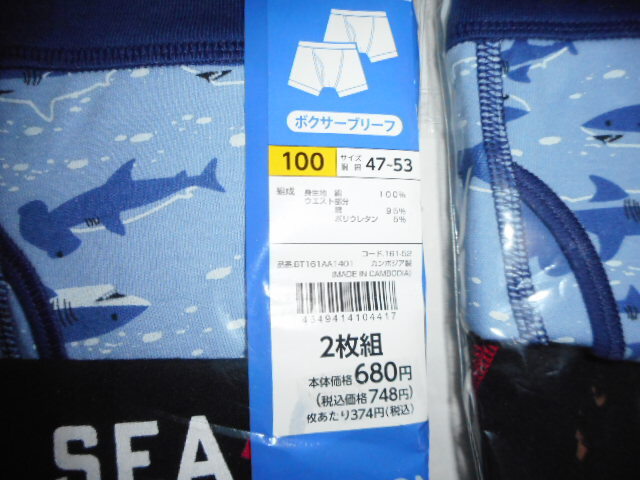 ボクサーブリーフ
100 サイズ 胴囲 47~53
組成 身生地 綿 100%
ウエスト部分
綿 95%
ポリウレタン 5%
コード.161-52
品番.BT161AA1401 カンボジア製
(MADE IN CAMBODIA)
4549414104417
2枚組
本体価格 680円
(税込価格748円)
枚あたり374円(税込)
SEA